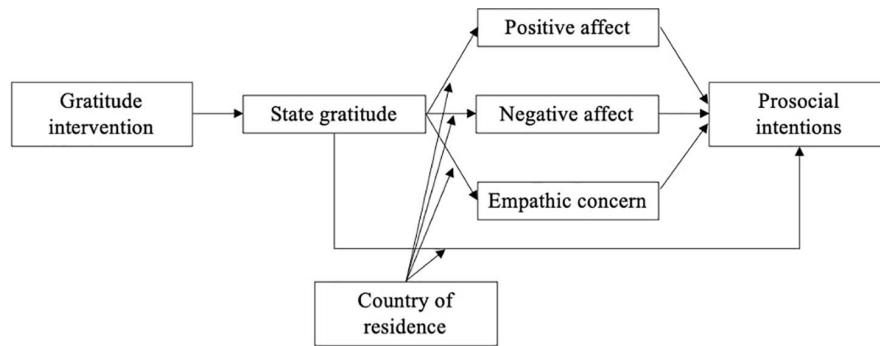 Positive affect
Gratitude
intervention
State gratitude
Negative affect
Prosocial
intentions
Empathic concern
Country of
residence